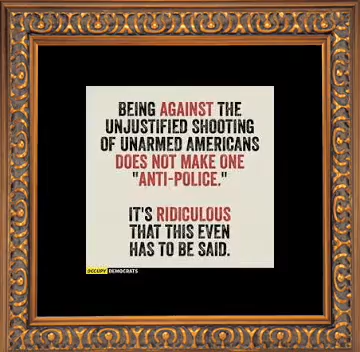 BEING AGAINST THE
UNJUSTIFIED SHOOTING
OF UNARMED AMERICANS
DOES NOT MAKE ONE
"ANTI-POLICE."
IT'S RIDICULOUS
THAT THIS EVEN
HAS TO BE SAID.
OCCUPY DEMOCRATS